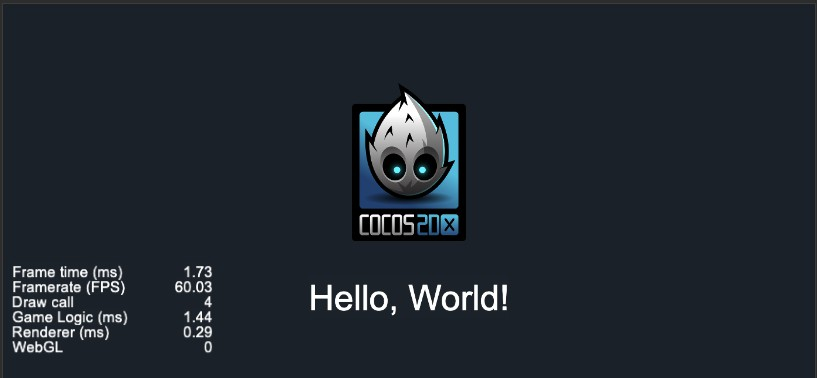 COCOS2DX
Frame time (ms) 1.73
Framerate (FPS) 60.03
Draw call 4
Game Logic (ms) 1.44
Renderer (ms) 0.29
WebGL 0
Hello, World!